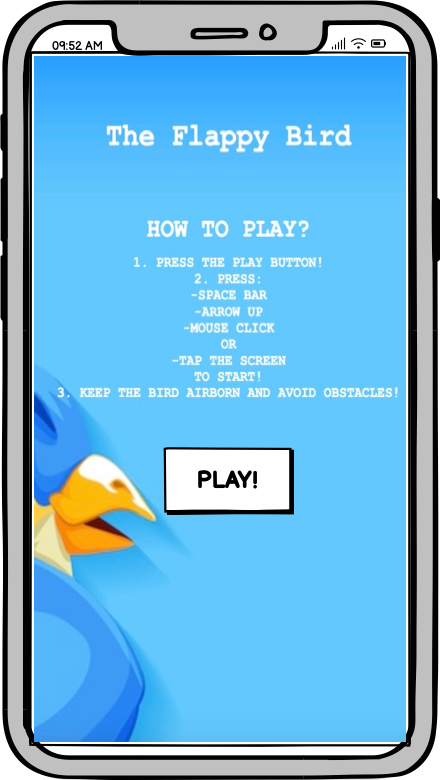 09:52 AM
The Flappy Bird
HOW TO PLAY?
1. PRESS THE PLAY BUTTON!
2. PRESS:
-SPACE BAR
-ARROW UP
-MOUSE CLICK
OR
-TAP THE SCREEN
TO START!
3. KEEP THE BIRD AIRBORN AND AVOID OBSTACLES!
PLAY!